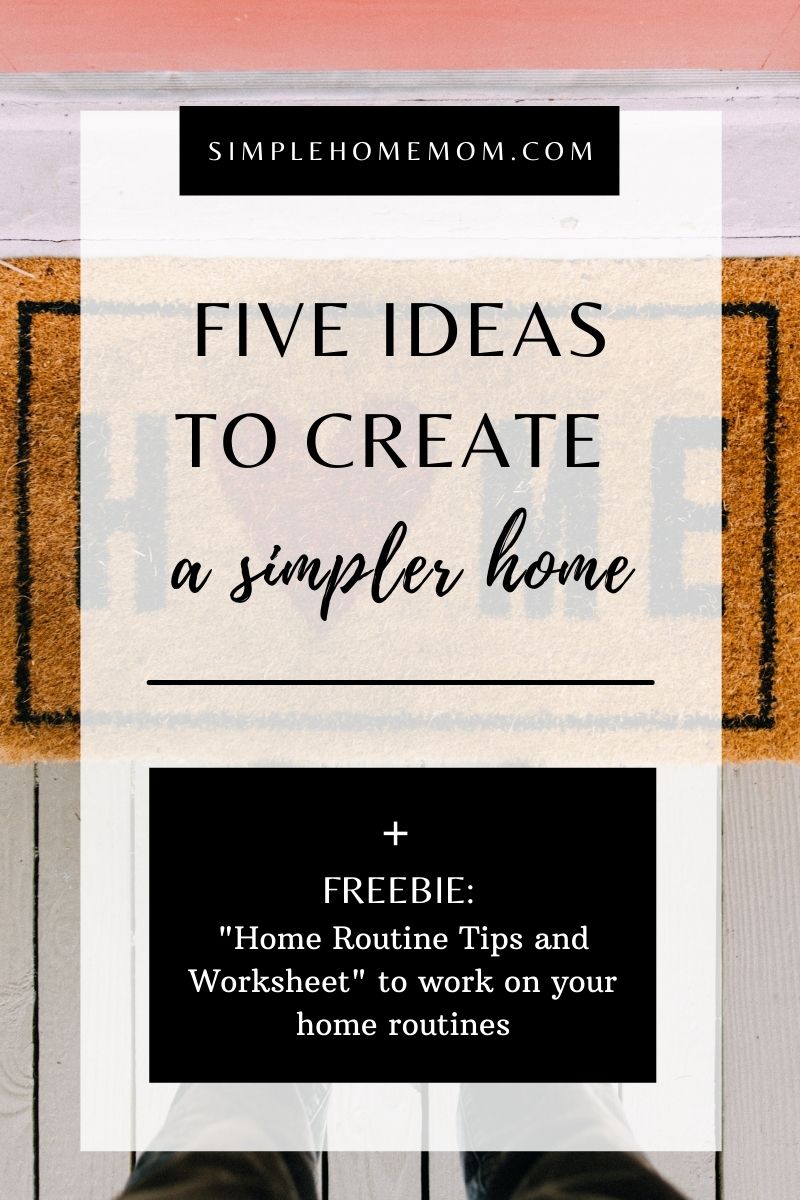 SIMPLEHOMEMOM.COM
FIVE IDEAS
TO CREATE
a simpler home
H ME
+
FREEBIE:
"Home Routine Tips and
Worksheet" to work on your
home routines